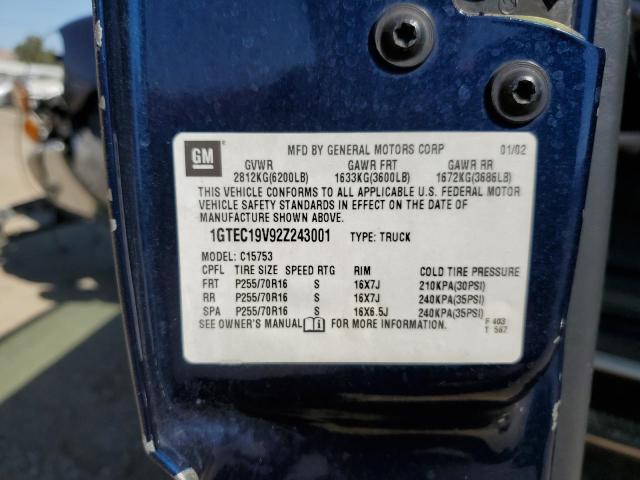 GM MFD BY GENERAL MOTORS CORP 01/02
GVWR GAWR FRT GAWR RR
2812KG(6200LB) 1633KG(3600LB) 1672KG(3686LB)
THIS VEHICLE CONFORMS TO ALL APPLICABLE U.S. FEDERAL MOTOR
VEHICLE SAFETY STANDARDS IN EFFECT ON THE DATE OF
MANUFACTURE SHOWN ABOVE.
1GTEC19V92Z243001 TYPE: TRUCK
MODEL: C15753
CPFL TIRE SIZE SPEED RTG RIM COLD TIRE PRESSURE
FRT P255/70R16 S 16X7J 210KPA(30PSI)
RR P255/70R16 S 16X7J 240KPA(35PSI)
SPA P255/70R16 S 16X6.5J 240KPA(35PSI)
SEE OWNER'S MANUAL FOR MORE INFORMATION. F 403
T 567